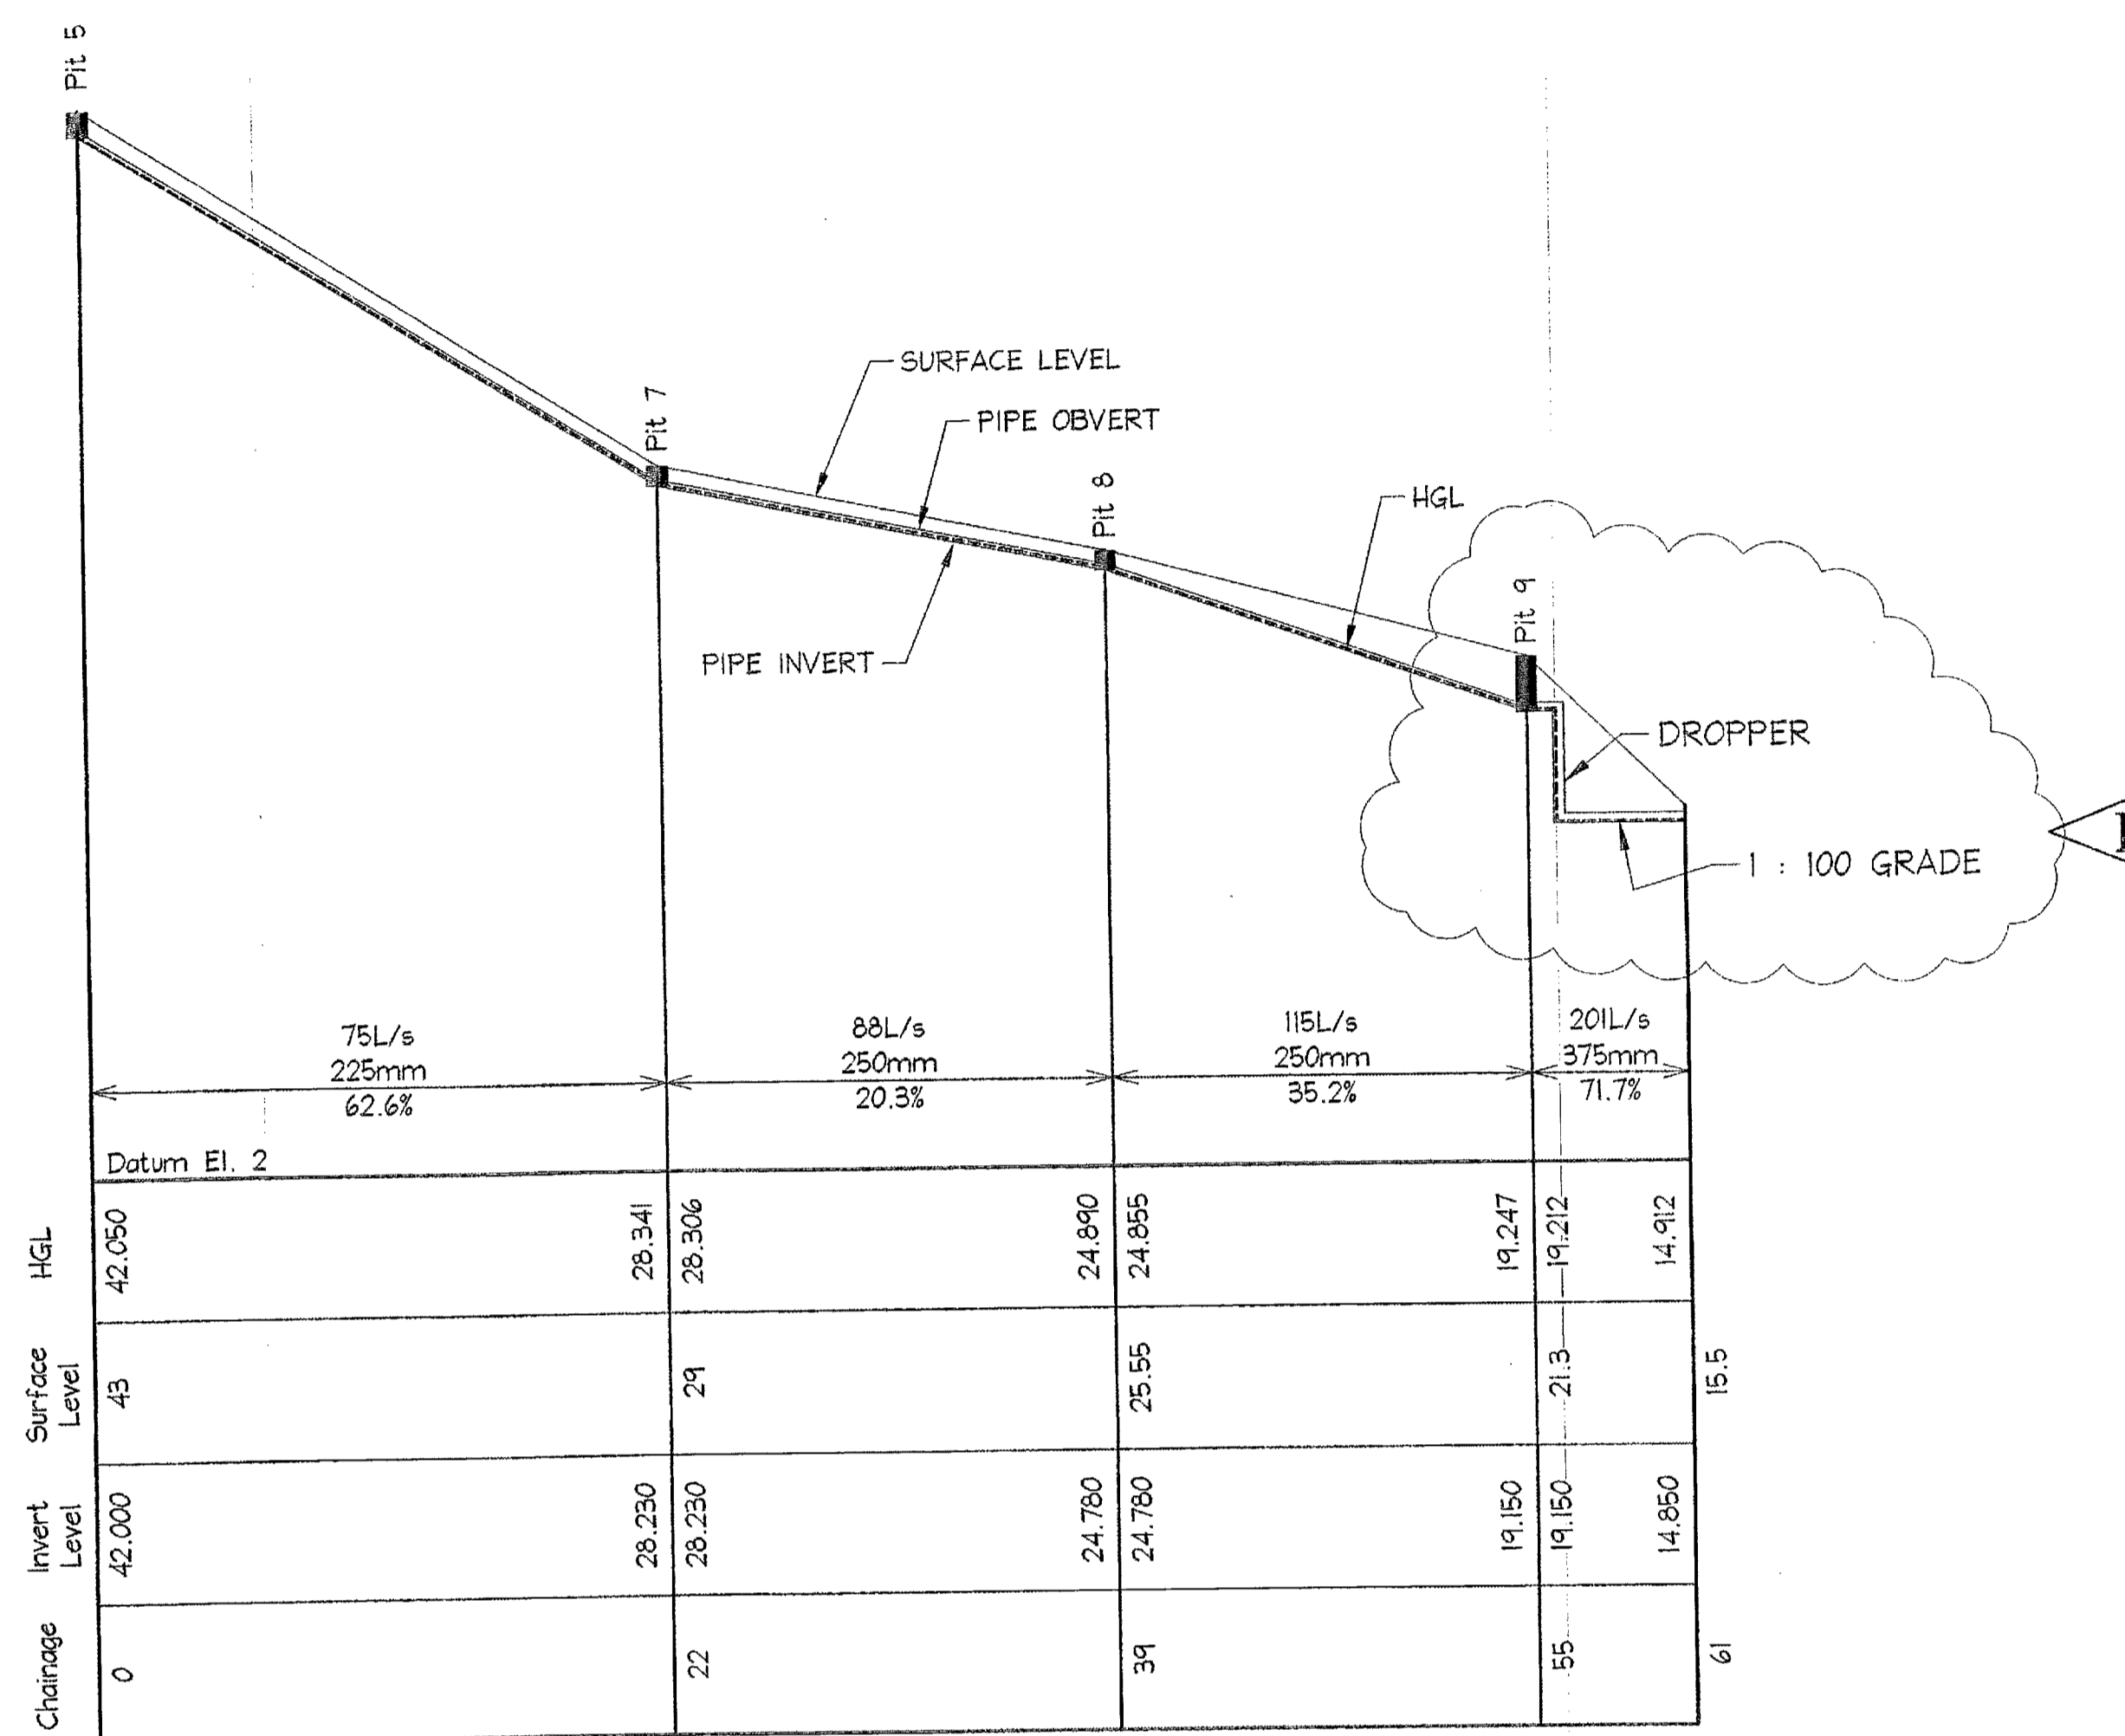 Pit 5
Pit 7
Pit 8
Pit 9
SURFACE LEVEL
PIPE OBVERT
HGL
PIPE INVERT
DROPPER
1 : 100 GRADE
75L/s
225mm
62.6%
88L/s
250mm
20.3%
115L/s
250mm
35.2%
201L/s
375mm
71.7%
Datum El. 2
HGL
42.050
28.341
28.306
24.890
24.855
19.247
19.212
14.912
Surface
Level
43
29
25.55
21.3
15.5
Invert
Level
42.000
28.230
28.230
24.780
24.780
19.150
19.150
14.850
Chainage
0
22
39
55
61